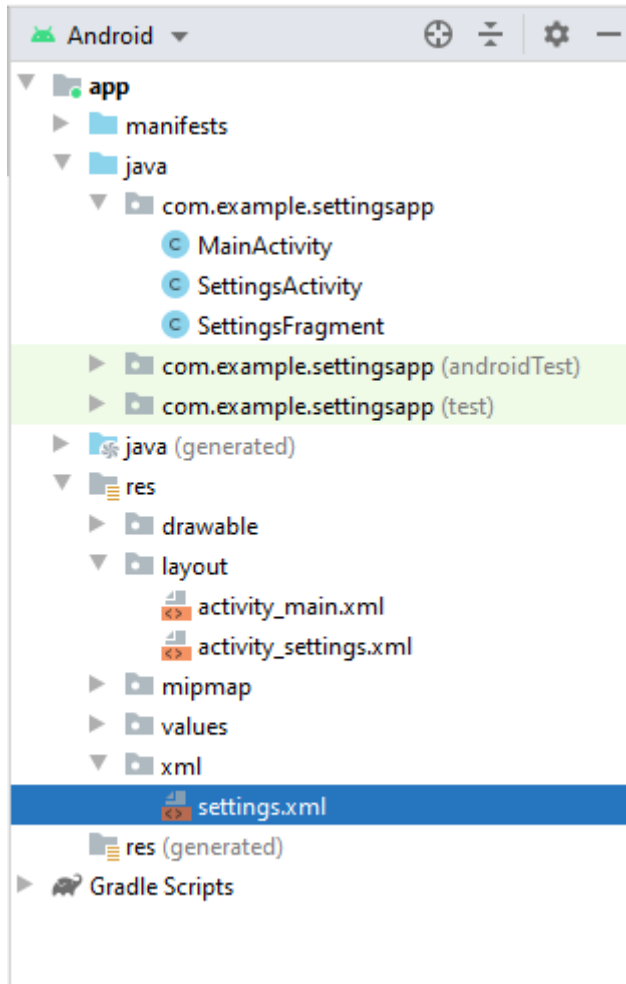 Android
app
manifests
java
com.example.settingsapp
MainActivity
SettingsActivity
SettingsFragment
com.example.settingsapp (androidTest)
com.example.settingsapp (test)
java (generated)
res
drawable
layout
activity_main.xml
activity_settings.xml
mipmap
values
xml
settings.xml
res (generated)
Gradle Scripts